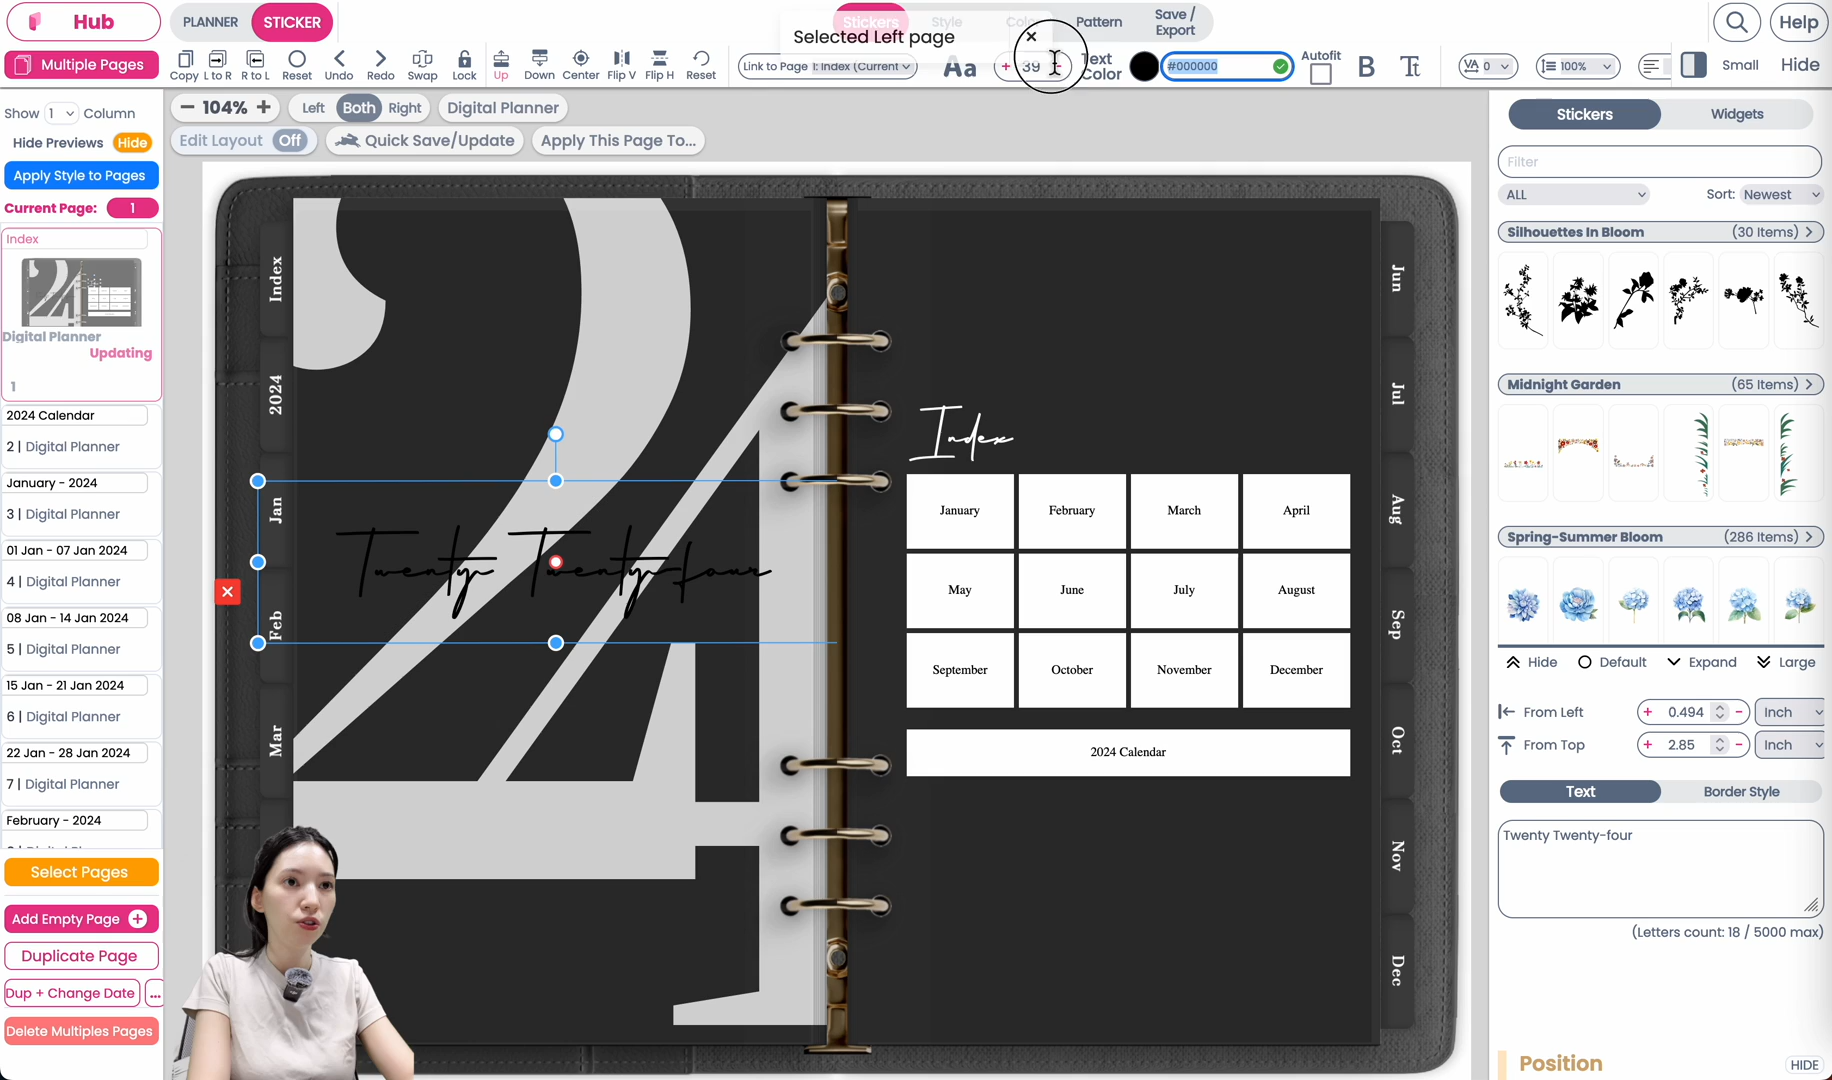 Hub
PLANNER
STICKER
Stickers
Style
Pattern
Save / Export
Help
Selected Left page
Multiple Pages
Copy
L to R
R to L
Reset
Undo
Redo
Swap
Lock
Up
Down
Center
Flip V
Flip H
Reset
Link to Page
1: Index (Current
Aa
+ 39
Text Color
#000000
Autofit
B
Tt
VA 0
100%
Small
Hide
Show 1 Column
Hide Previews Hide
Apply Style to Pages
Current Page: 1
Index
Digital Planner
Updating
1
2024 Calendar
2 | Digital Planner
January - 2024
3 | Digital Planner
01 Jan - 07 Jan 2024
4 | Digital Planner
08 Jan - 14 Jan 2024
5 | Digital Planner
15 Jan - 21 Jan 2024
6 | Digital Planner
22 Jan - 28 Jan 2024
7 | Digital Planner
February - 2024
Select Pages
Add Empty Page
Duplicate Page
Dup + Change Date ...
Delete Multiples Pages
104%
Left Both Right
Digital Planner
Edit Layout Off
Quick Save/Update
Apply This Page To...
Index
2024
Jan
Feb
Mar
24
Twenty Twenty-four
Index
January February March April
May June July August
September October November December
2024 Calendar
Jun
Jul
Aug
Sep
Oct
Nov
Dec
Stickers Widgets
Filter
ALL
Sort: Newest
Silhouettes In Bloom (30 Items)
Midnight Garden (65 Items)
Spring-Summer Bloom (286 Items)
Hide Default Expand Large
From Left + 0.494 - Inch
From Top + 2.85 - Inch
Text Border Style
Twenty Twenty-four
(Letters count: 18 / 5000 max)
Position HIDE